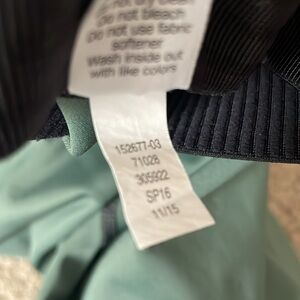 Do not bleach
Do not use fabric
softener
Wash inside out
with like colors
152677-03
71028
305922
SP16
11/15